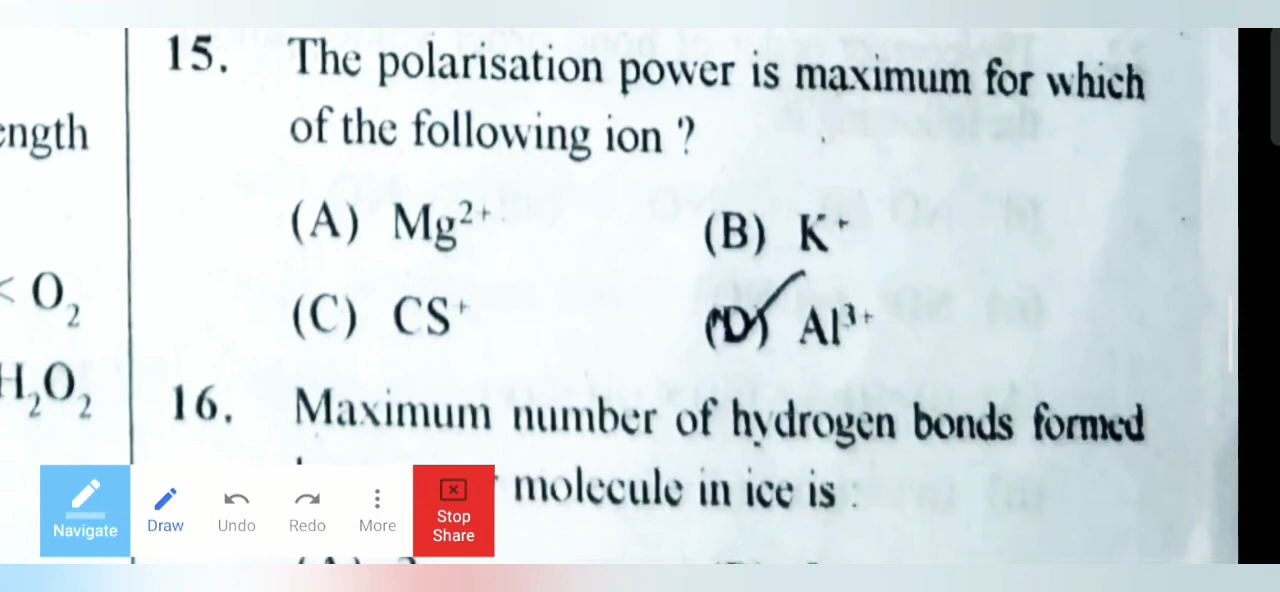 ength
< O₂
H₂O₂
15. The polarisation power is maximum for which
of the following ion ?
(A) Mg²⁺ (B) K⁺
(C) CS⁺ (D) Al³⁺
16. Maximum number of hydrogen bonds formed
molecule in ice is :
Navigate
Draw
Undo
Redo
More
Stop
Share